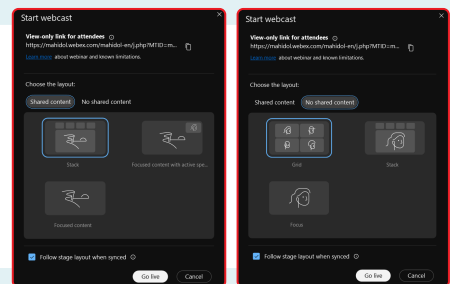 Start webcast
View-only link for attendees
https://mahidol.webex.com/mahidol-en/j.php?MTID=m...
Learn more about webinar and known limitations.
Choose the layout:
Shared content No shared content
Stack Focused content with active spe...
Focused content
Follow stage layout when synced
Go live Cancel
Start webcast
View-only link for attendees
https://mahidol.webex.com/mahidol-en/j.php?MTID=m...
Learn more about webinar and known limitations.
Choose the layout:
Shared content No shared content
Grid Stack
Focus
Follow stage layout when synced
Go live Cancel